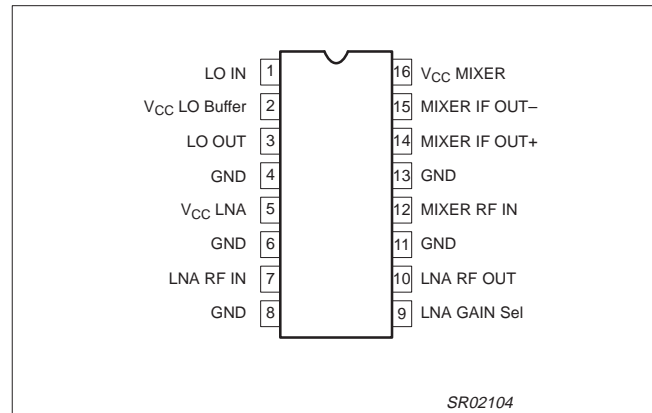 LO IN 1 16 VCC MIXER
VCC LO Buffer 2 15 MIXER IF OUT–
LO OUT 3 14 MIXER IF OUT+
GND 4 13 GND
VCC LNA 5 12 MIXER RF IN
GND 6 11 GND
LNA RF IN 7 10 LNA RF OUT
GND 8 9 LNA GAIN Sel
SR02104